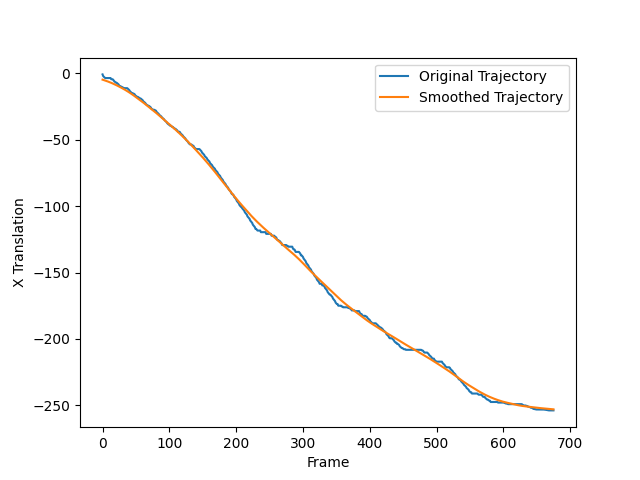 Original Trajectory
Smoothed Trajectory
0
−50
−100
−150
−200
−250
X Translation
0 100 200 300 400 500 600 700
Frame